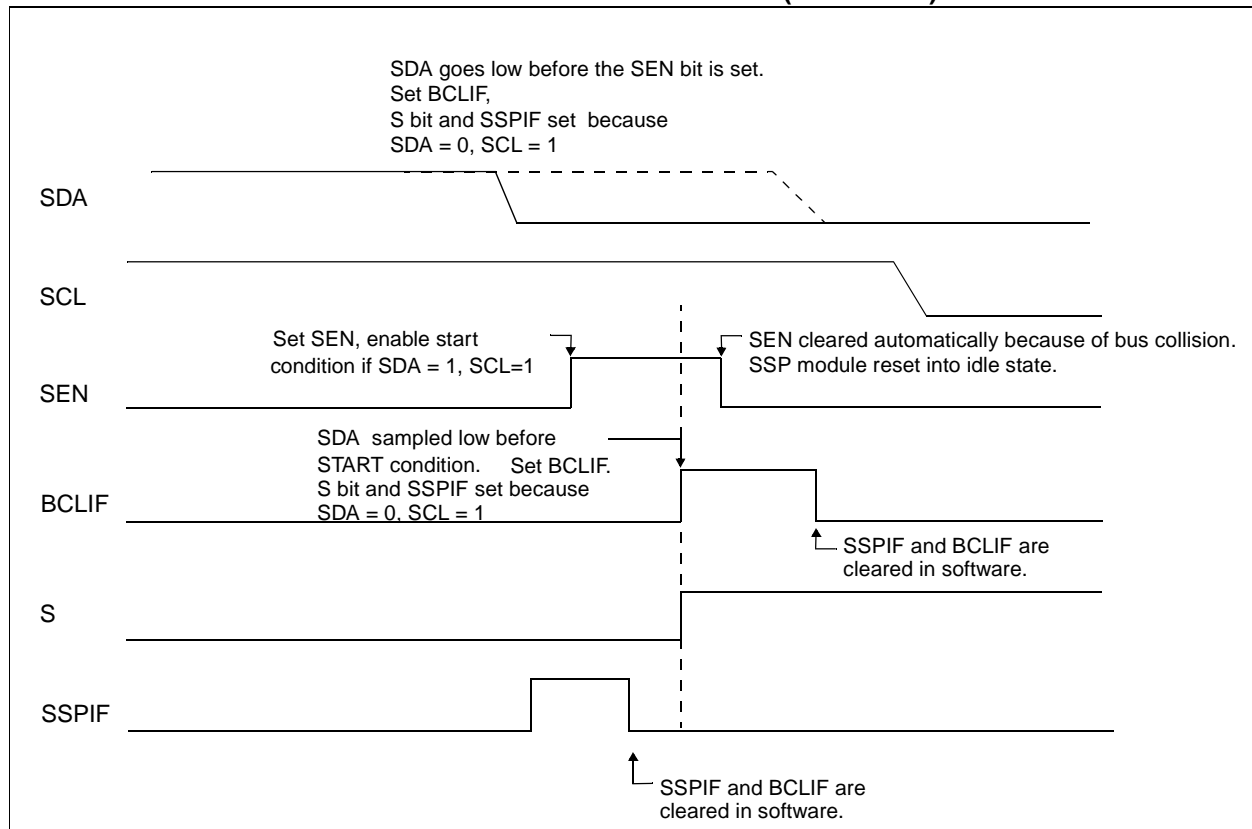 SDA goes low before the SEN bit is set.
Set BCLIF,
S bit and SSPIF set because
SDA = 0, SCL = 1
SDA
SCL
Set SEN, enable start
condition if SDA = 1, SCL=1
SEN cleared automatically because of bus collision.
SSP module reset into idle state.
SEN
SDA sampled low before
START condition. Set BCLIF.
S bit and SSPIF set because
SDA = 0, SCL = 1
BCLIF
SSPIF and BCLIF are
cleared in software.
S
SSPIF
SSPIF and BCLIF are
cleared in software.